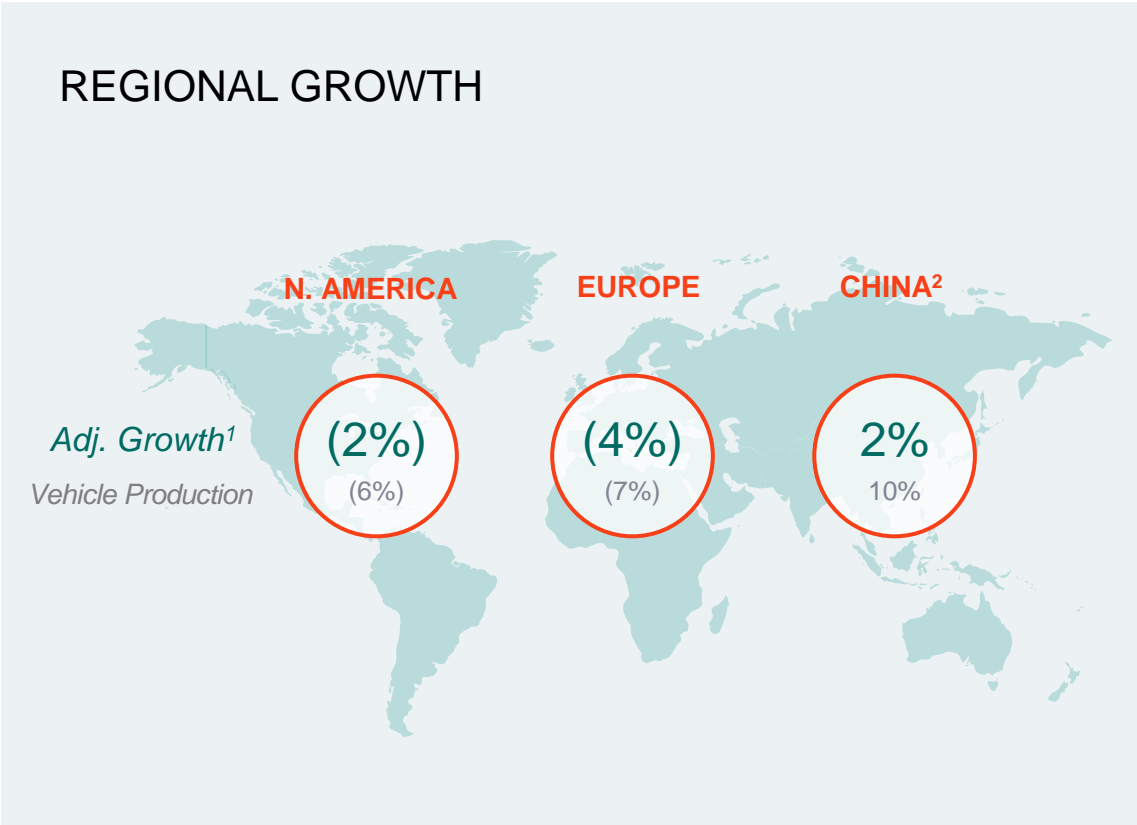 REGIONAL GROWTH
N. AMERICA EUROPE CHINA²
Adj. Growth¹ (2%) (4%) 2%
Vehicle Production (6%) (7%) 10%